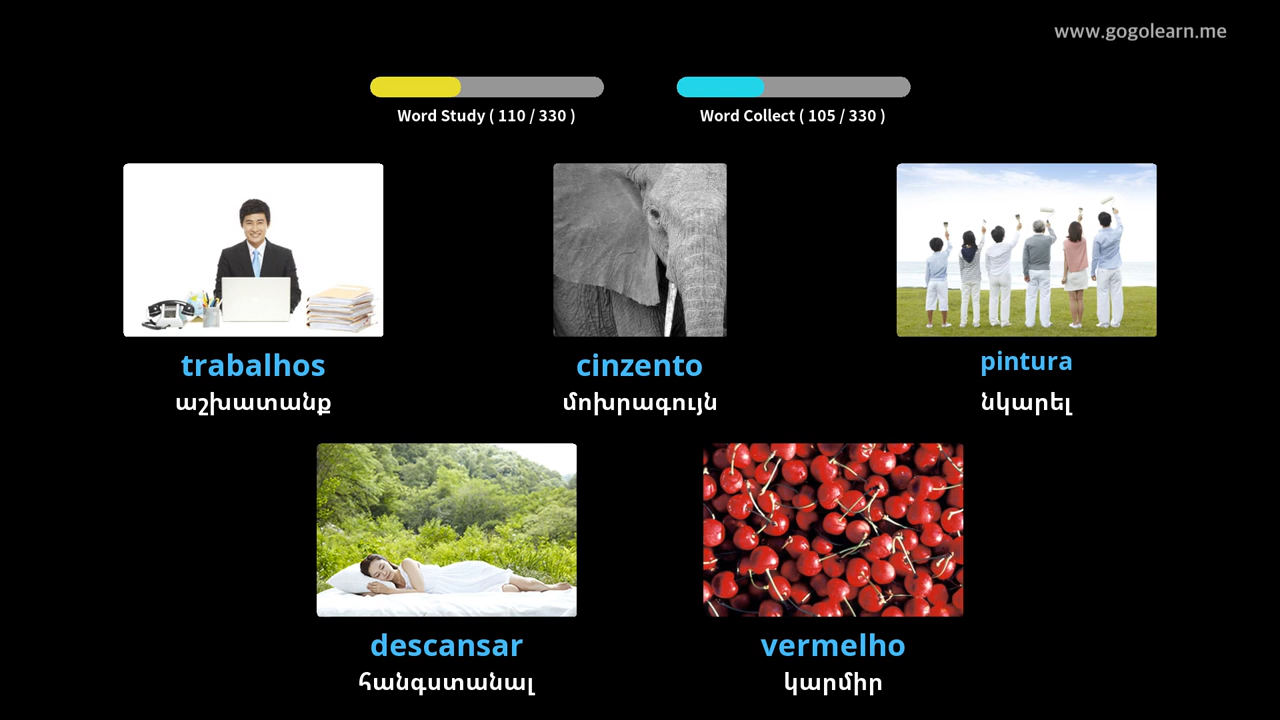 www.gogolearn.me
Word Study ( 110 / 330 )
Word Collect ( 105 / 330 )
trabalhos
աշխատանք
cinzento
մոխրագույն
pintura
նկարել
descansar
հանգստանալ
vermelho
կարմիր